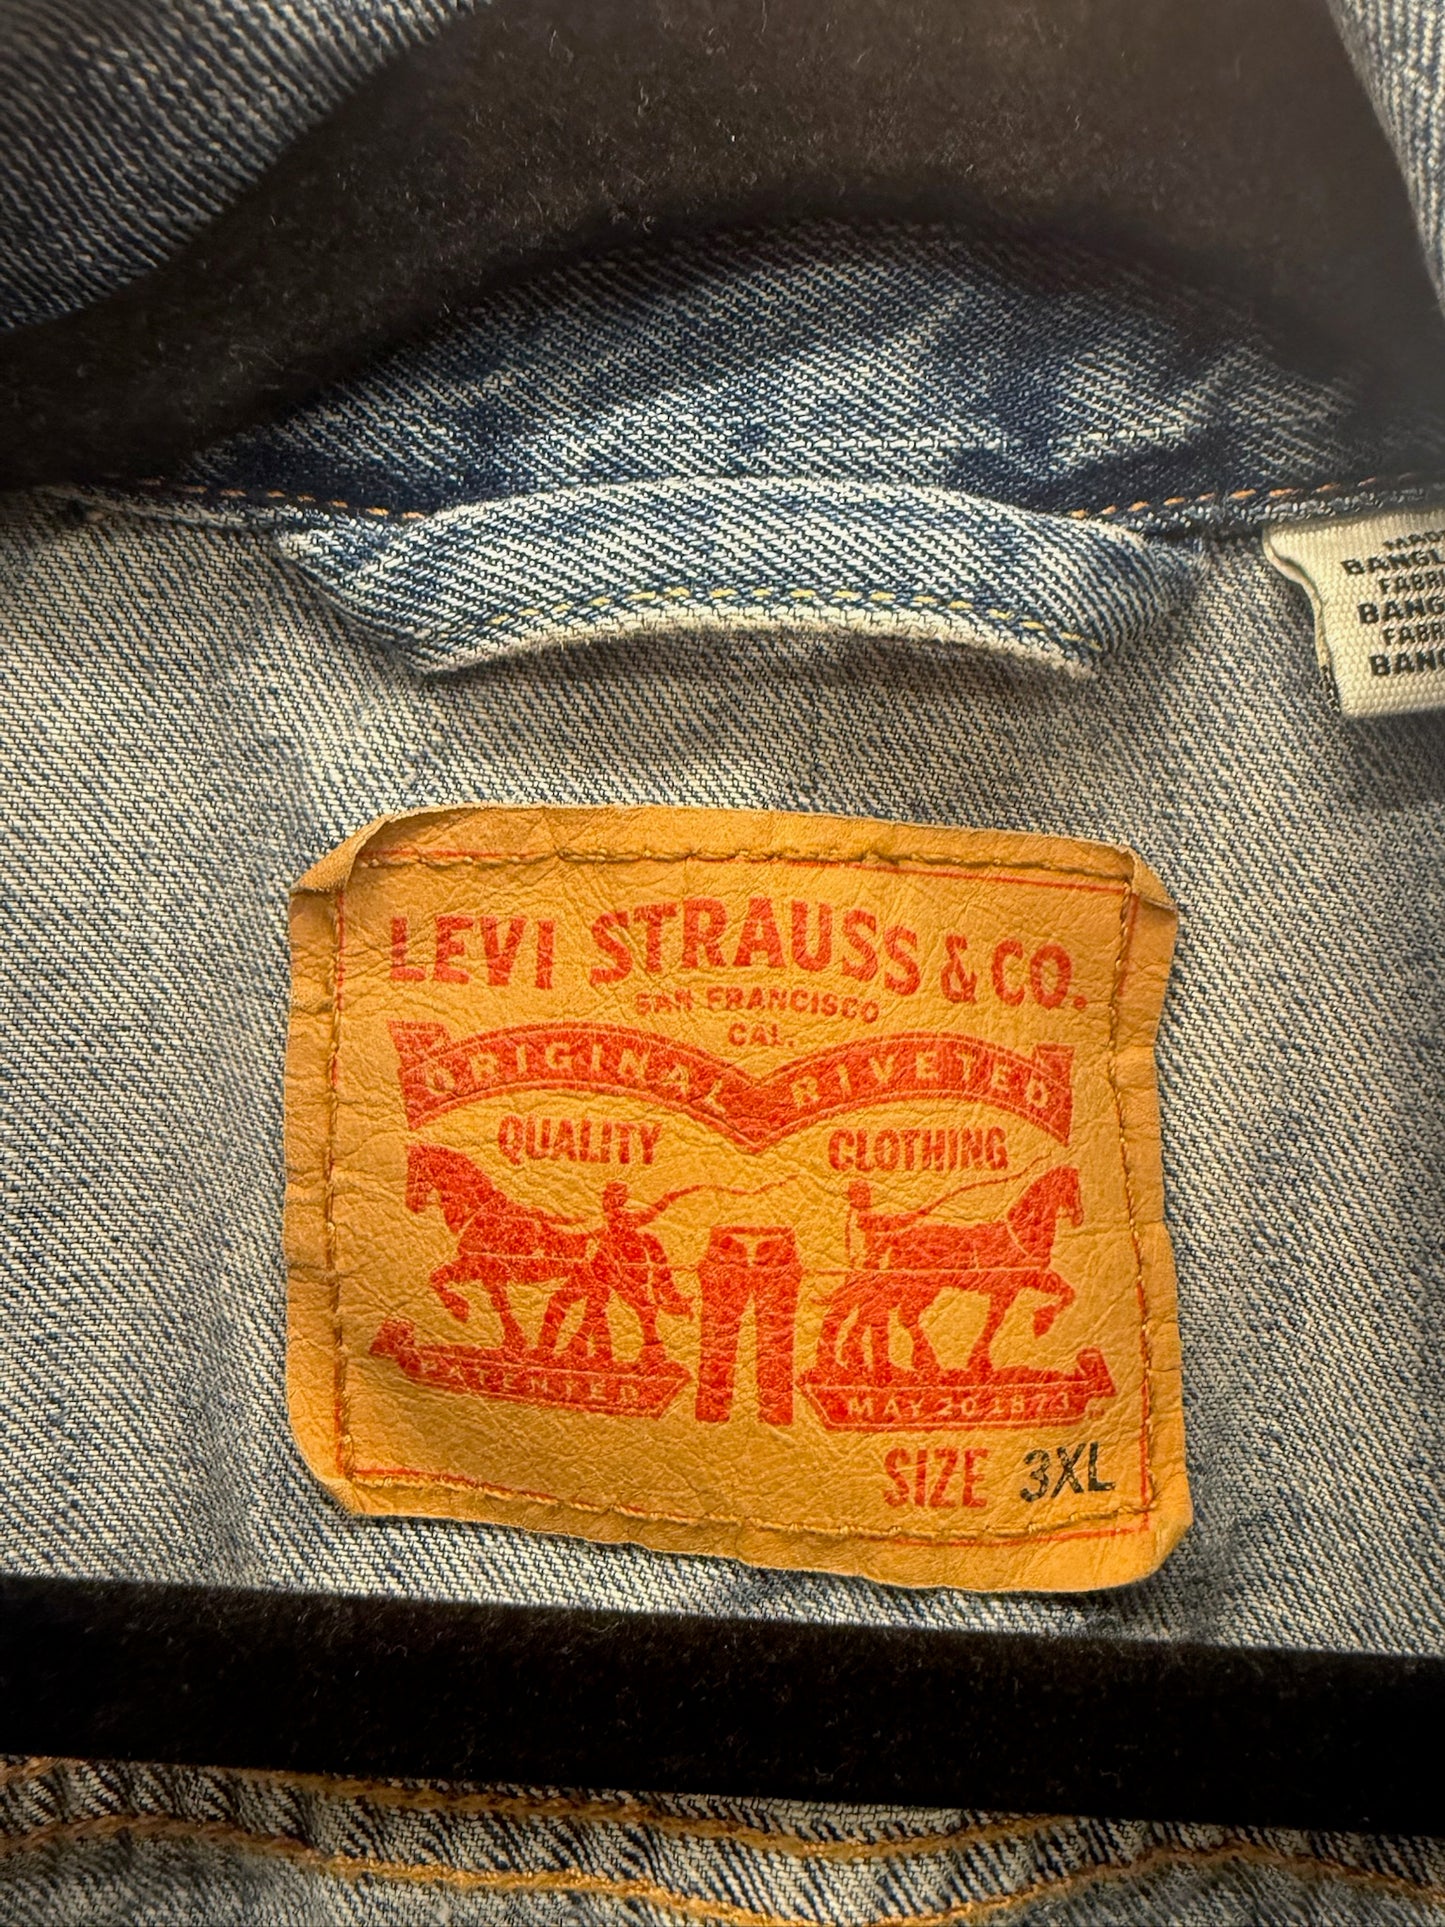 BANGL
FABR
BANG
FABR
BANG
LEVI STRAUSS & CO.
SAN FRANCISCO
CAL.
ORIGINAL RIVETED
QUALITY CLOTHING
PATENTED MAY 20 1873
SIZE 3XL